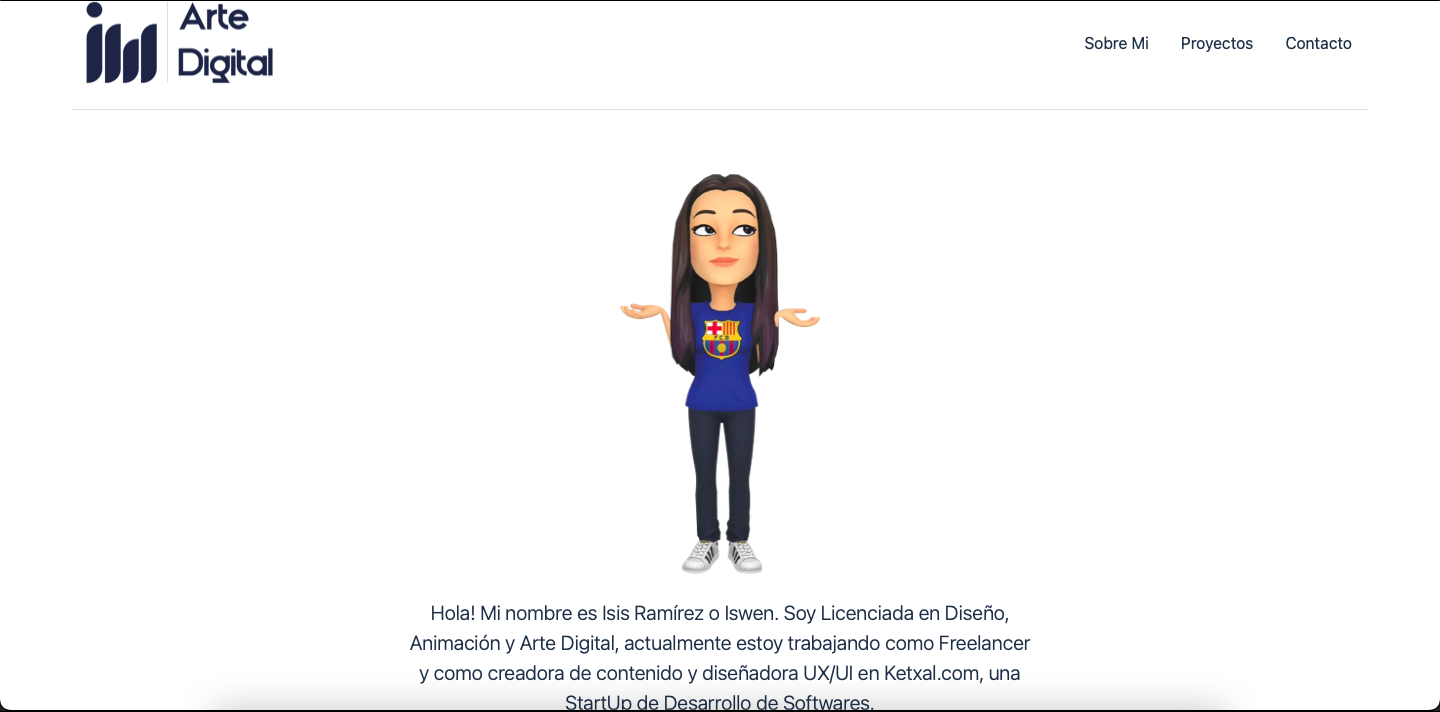 Arte
Digital
Sobre Mi Proyectos Contacto
FCB
Hola! Mi nombre es Isis Ramírez o Iswen. Soy Licenciada en Diseño,
Animación y Arte Digital, actualmente estoy trabajando como Freelancer
y como creadora de contenido y diseñadora UX/UI en Ketxal.com, una
StartUp de Desarrollo de Softwares.